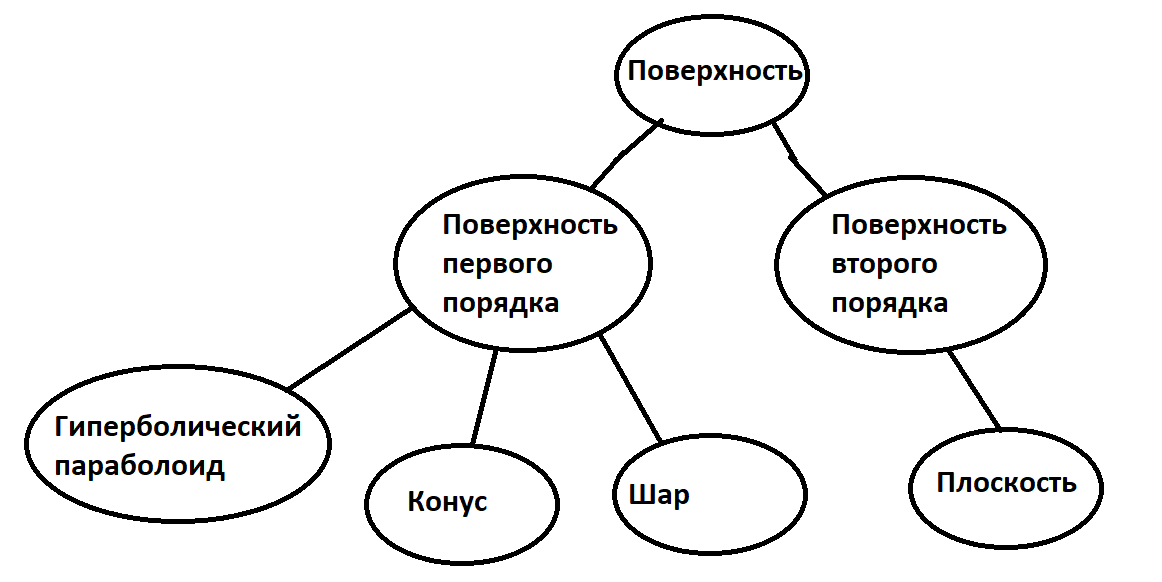 Поверхность
Поверхность
первого
порядка
Поверхность
второго
порядка
Гиперболический
параболоид
Конус
Шар
Плоскость